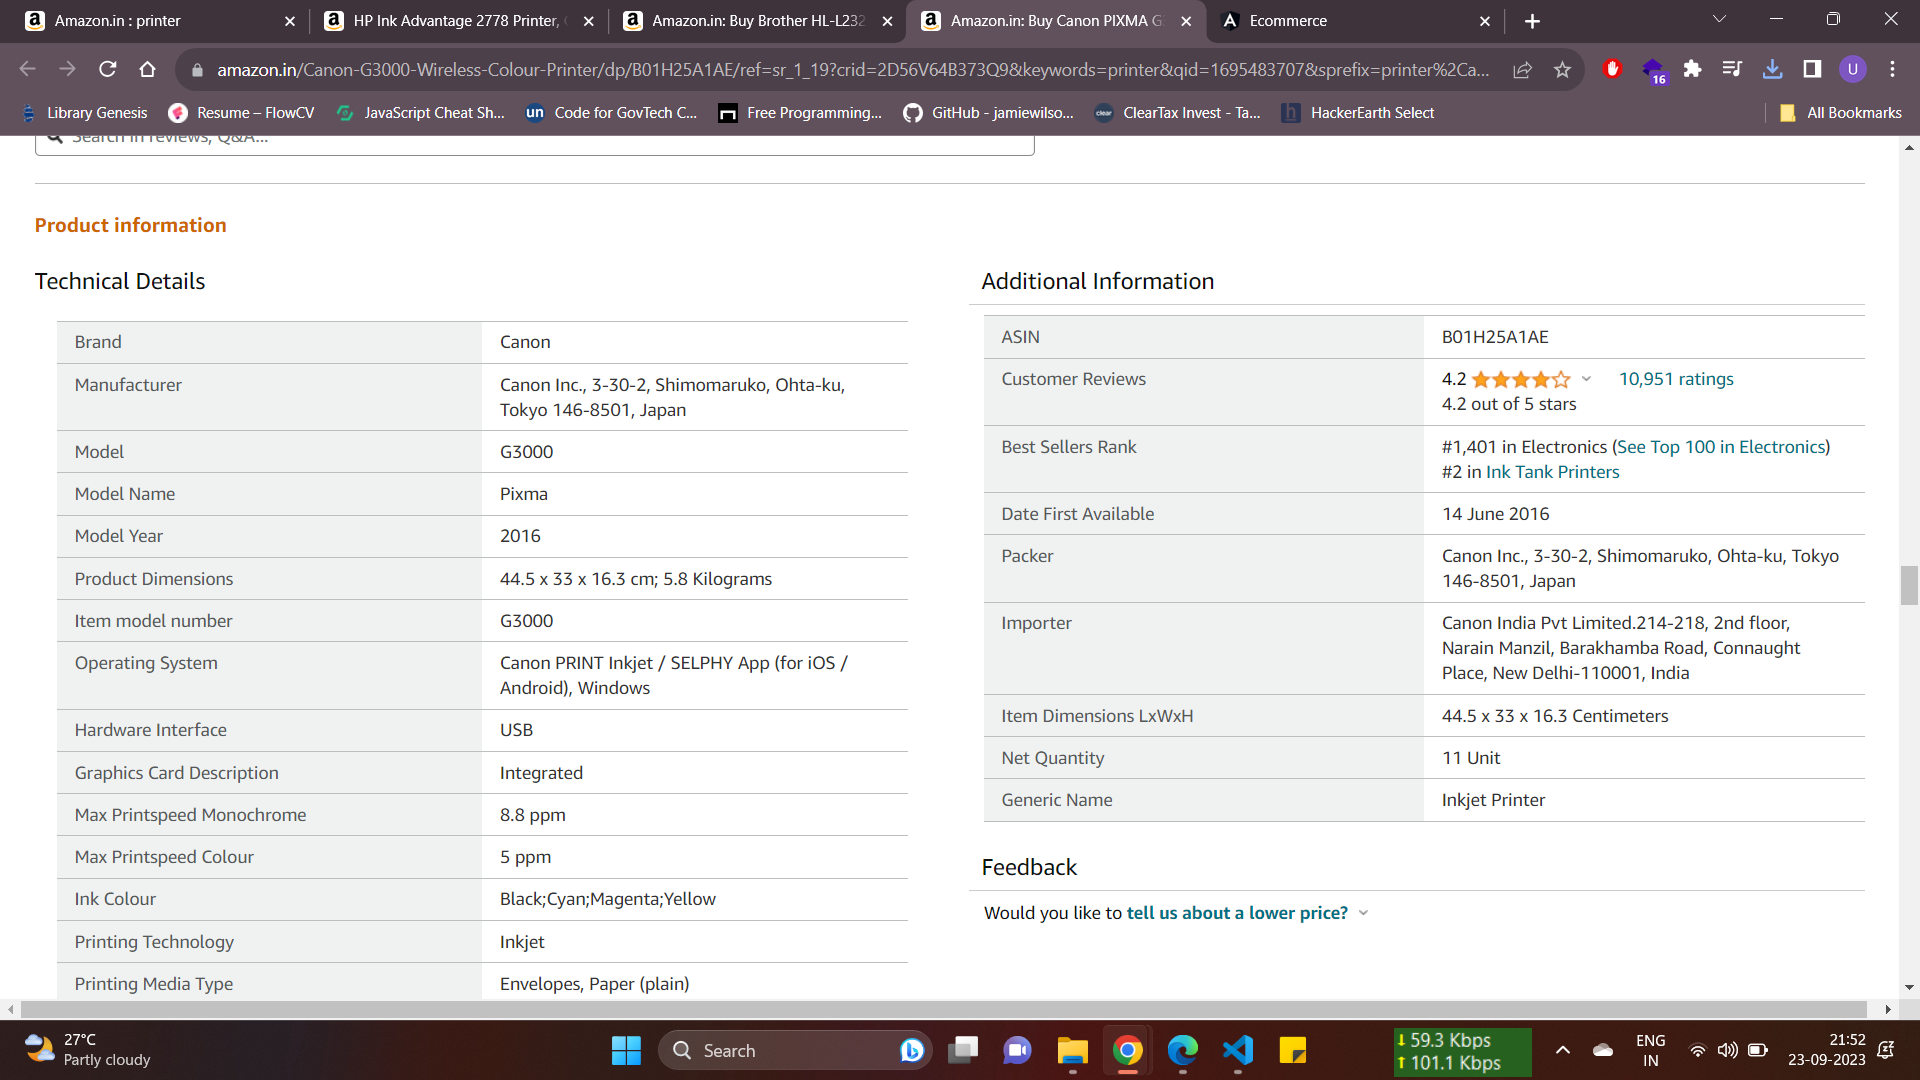 Amazon.in : printer
HP Ink Advantage 2778 Printer,
Amazon.in: Buy Brother HL-L232
Amazon.in: Buy Canon PIXMA G
Ecommerce
amazon.in/Canon-G3000-Wireless-Colour-Printer/dp/B01H25A1AE/ref=sr_1_19?crid=2D56V64B373Q9&keywords=printer&qid=1695483707&sprefix=printer%2Ca...
16
U
Library Genesis
Resume – FlowCV
JavaScript Cheat Sh...
un
Code for GovTech C...
Free Programming...
GitHub - jamiewilso...
clear
ClearTax Invest - Ta...
h
HackerEarth Select
All Bookmarks
Search in reviews, Q&A...
Product information
Technical Details
Brand
Canon
Manufacturer
Canon Inc., 3-30-2, Shimomaruko, Ohta-ku,
Tokyo 146-8501, Japan
Model
G3000
Model Name
Pixma
Model Year
2016
Product Dimensions
44.5 x 33 x 16.3 cm; 5.8 Kilograms
Item model number
G3000
Operating System
Canon PRINT Inkjet / SELPHY App (for iOS /
Android), Windows
Hardware Interface
USB
Graphics Card Description
Integrated
Max Printspeed Monochrome
8.8 ppm
Max Printspeed Colour
5 ppm
Ink Colour
Black;Cyan;Magenta;Yellow
Printing Technology
Inkjet
Printing Media Type
Envelopes, Paper (plain)
Additional Information
ASIN
B01H25A1AE
Customer Reviews
4.2
10,951 ratings
4.2 out of 5 stars
Best Sellers Rank
#1,401 in Electronics (See Top 100 in Electronics)
#2 in Ink Tank Printers
Date First Available
14 June 2016
Packer
Canon Inc., 3-30-2, Shimomaruko, Ohta-ku, Tokyo
146-8501, Japan
Importer
Canon India Pvt Limited.214-218, 2nd floor,
Narain Manzil, Barakhamba Road, Connaught
Place, New Delhi-110001, India
Item Dimensions LxWxH
44.5 x 33 x 16.3 Centimeters
Net Quantity
11 Unit
Generic Name
Inkjet Printer
Feedback
Would you like to tell us about a lower price?
27°C
Partly cloudy
Search
59.3 Kbps
101.1 Kbps
ENG
IN
21:52
23-09-2023